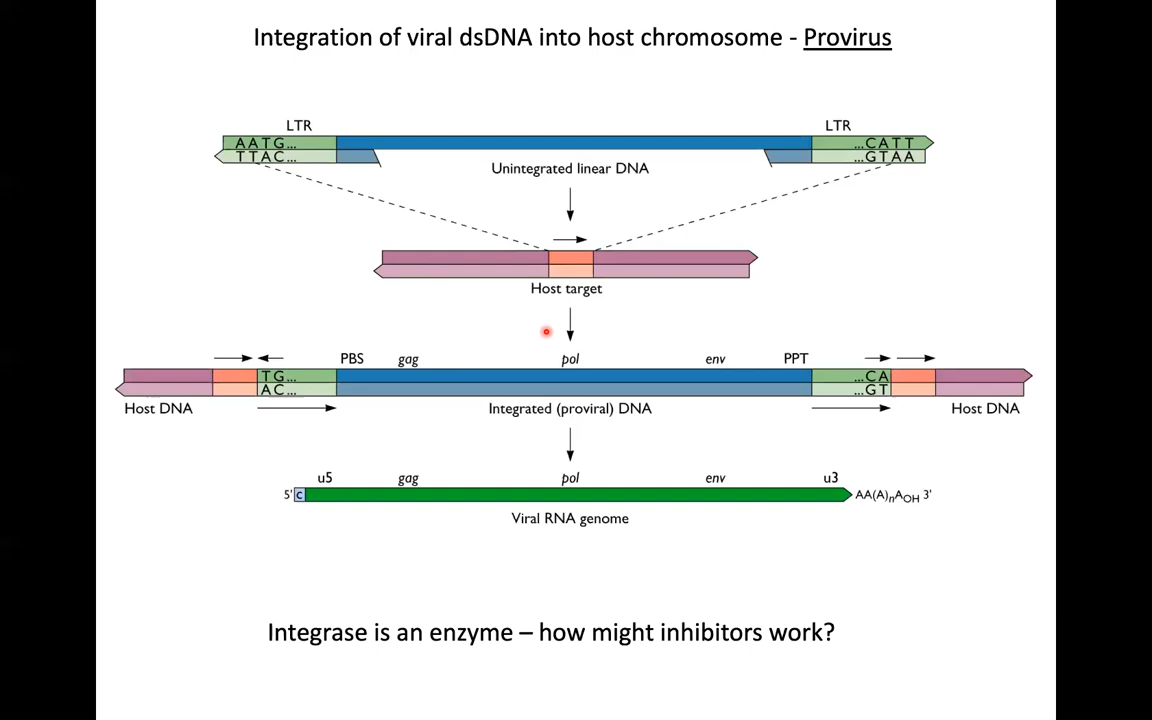 Integration of viral dsDNA into host chromosome - Provirus
LTR LTR
AATG... ...CATT
TTAC... ...GTAA
Unintegrated linear DNA
Host target
PBS gag pol env PPT
TG... ...CA
AC... ...GT
Host DNA Integrated (proviral) DNA Host DNA
u5 gag pol env u3
5' c AA(A)nAOH 3'
Viral RNA genome
Integrase is an enzyme – how might inhibitors work?